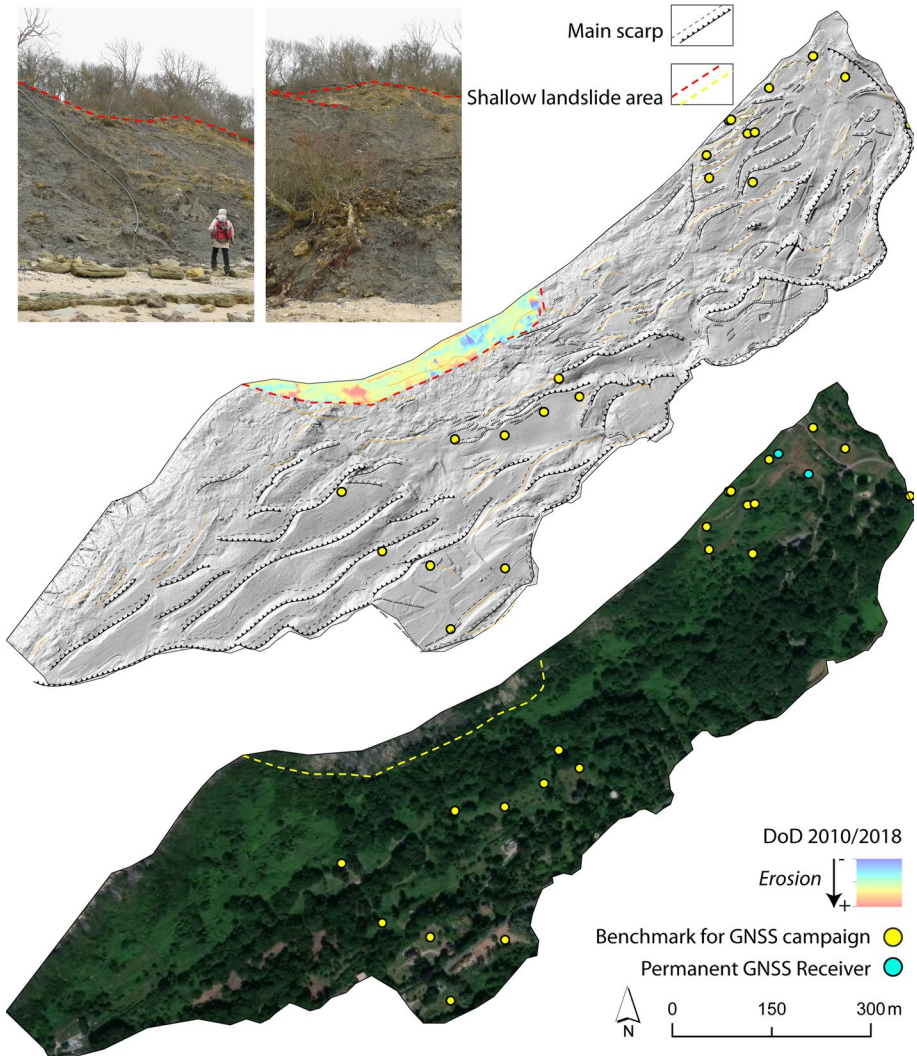 Main scarp
Shallow landslide area
DoD 2010/2018
-
Erosion
+
Benchmark for GNSS campaign
Permanent GNSS Receiver
N
0 150 300 m